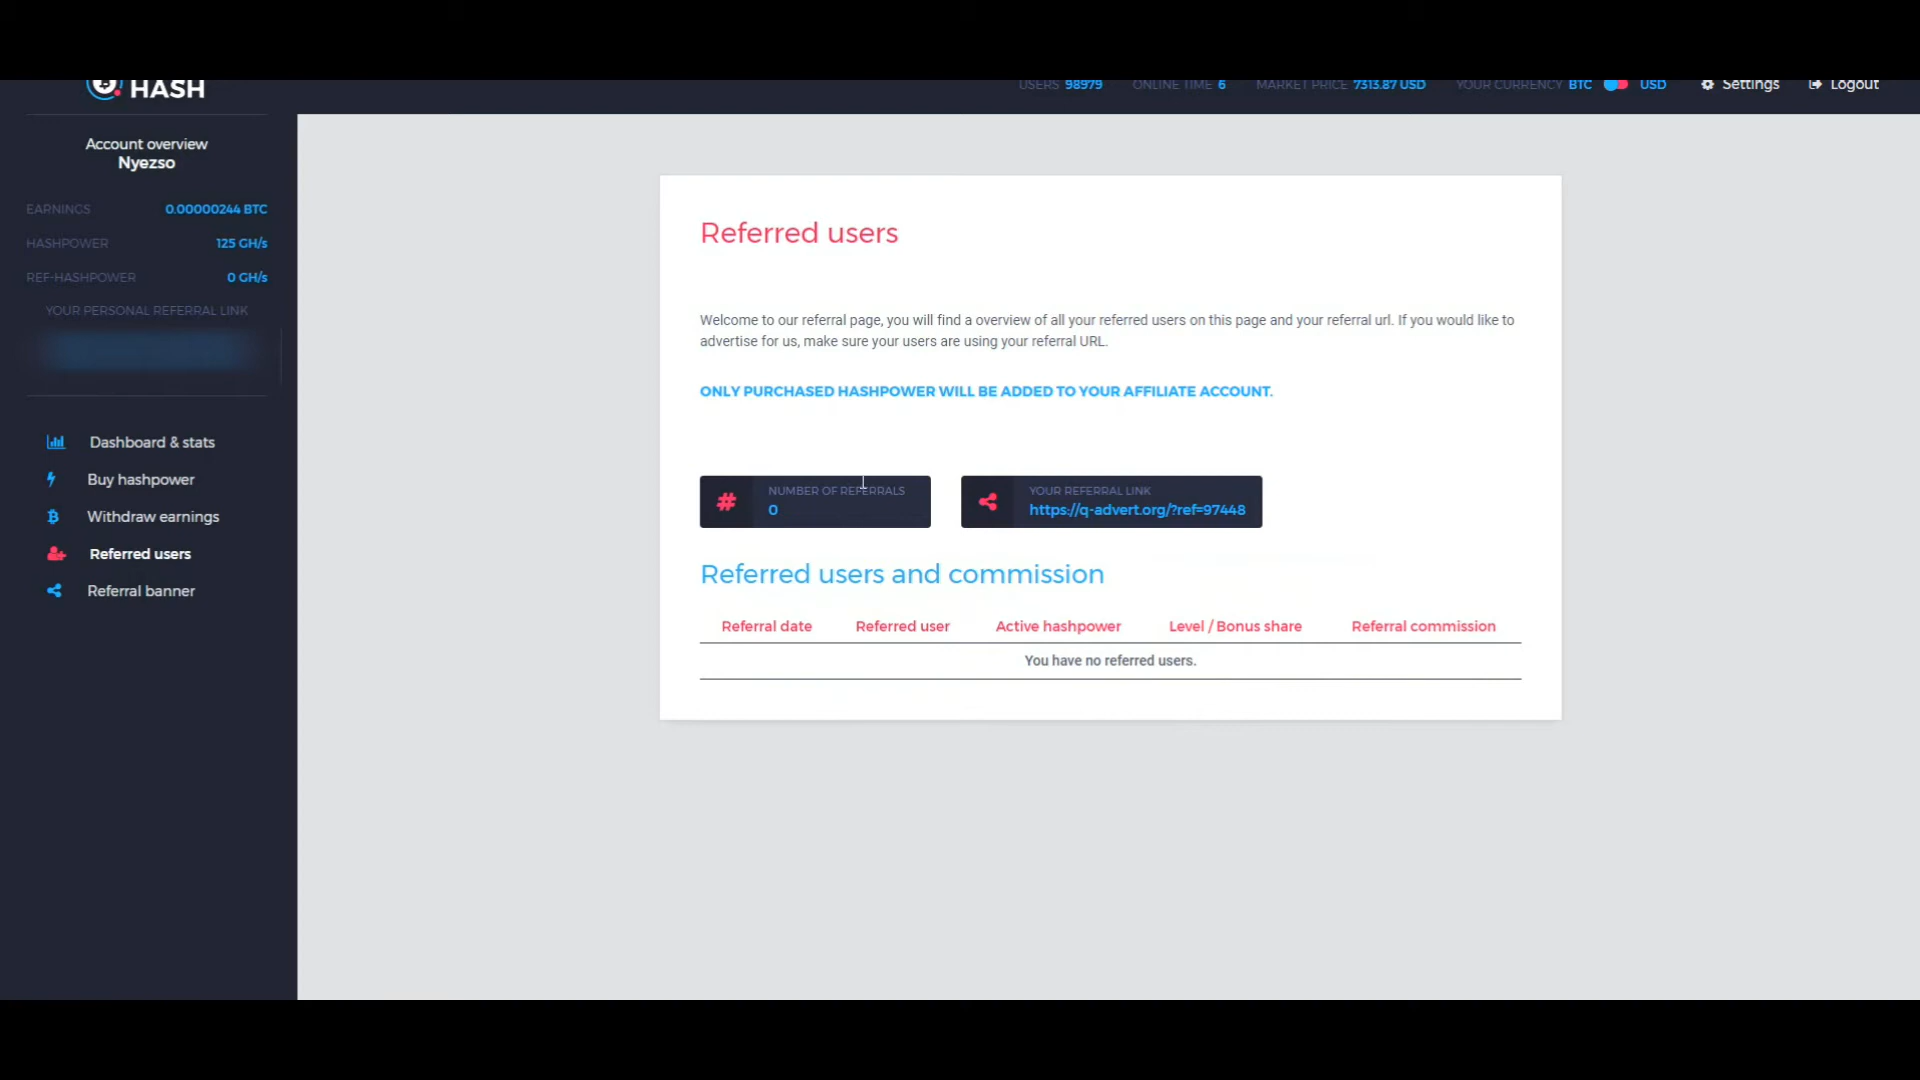 HASH
USERS 98979
ONLINE TIME 6
MARKET PRICE 7313.87 USD
YOUR CURRENCY BTC USD
Settings
Logout
Account overview
Nyezso
EARNINGS 0.00000244 BTC
HASHPOWER 125 GH/s
REF-HASHPOWER 0 GH/s
YOUR PERSONAL REFERRAL LINK
Dashboard & stats
Buy hashpower
Withdraw earnings
Referred users
Referral banner
Referred users
Welcome to our referral page, you will find a overview of all your referred users on this page and your referral url. If you would like to
advertise for us, make sure your users are using your referral URL.
ONLY PURCHASED HASHPOWER WILL BE ADDED TO YOUR AFFILIATE ACCOUNT.
NUMBER OF REFERRALS
0
YOUR REFERRAL LINK
https://q-advert.org/?ref=97448
Referred users and commission
Referral date Referred user Active hashpower Level / Bonus share Referral commission
You have no referred users.